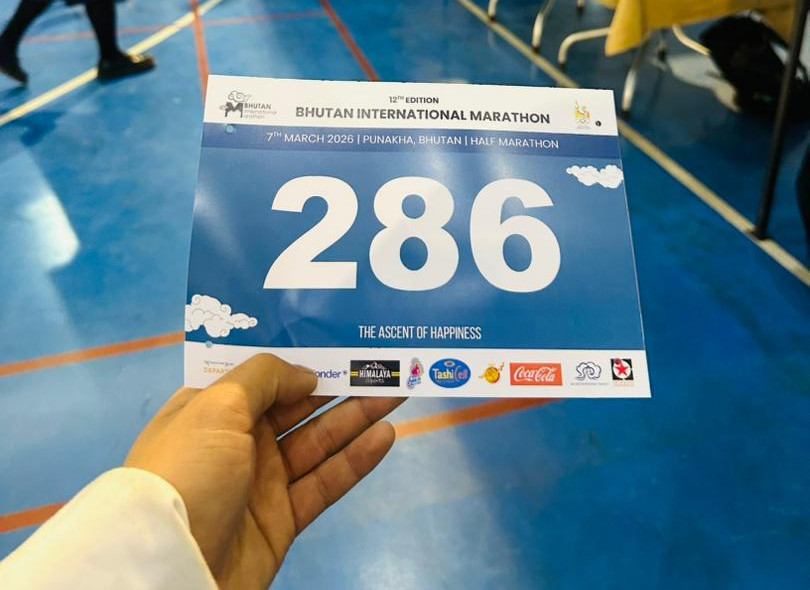 12TH EDITION
BHUTAN INTERNATIONAL MARATHON
BHUTAN
International
Marathon
7TH MARCH 2026 | PUNAKHA, BHUTAN | HALF MARATHON
286
THE ASCENT OF HAPPINESS
HIMALAYA
TashiCell
Coca-Cola